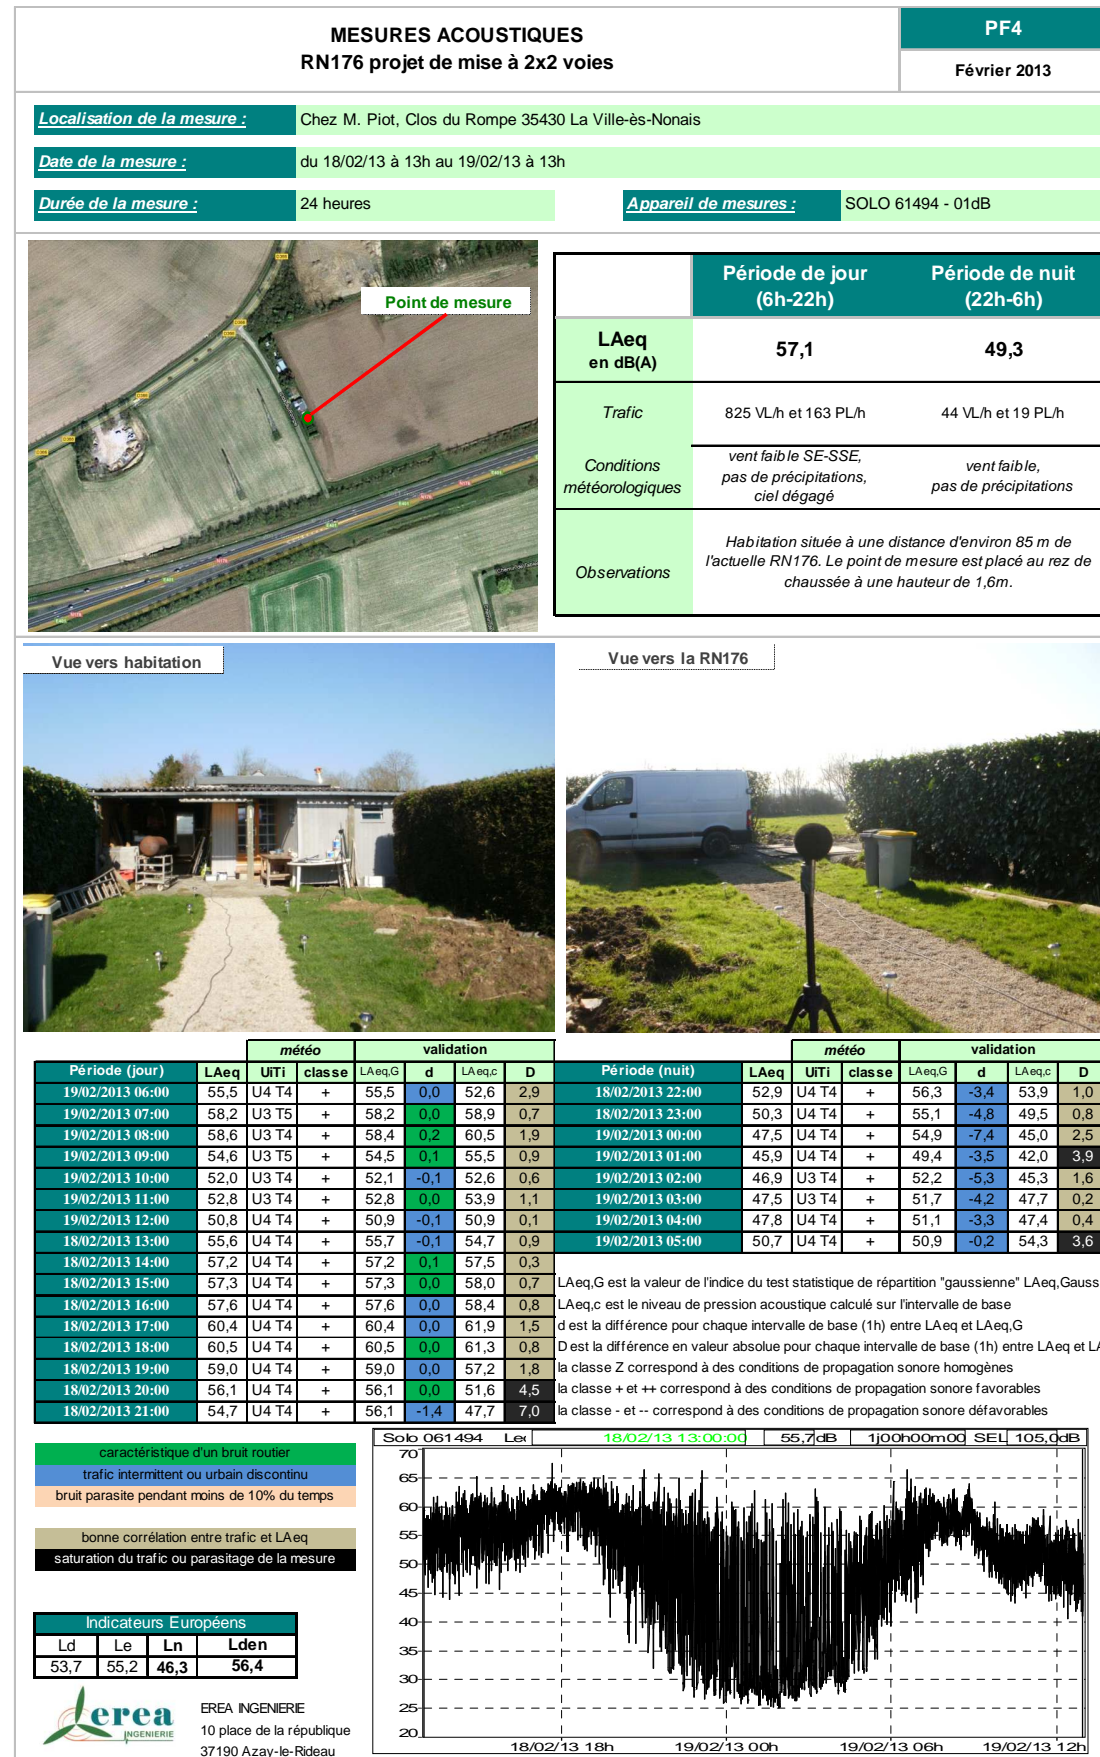 MESURES ACOUSTIQUES
RN176 projet de mise à 2x2 voies
PF4
Février 2013
Localisation de la mesure :
Chez M. Piot, Clos du Rompe 35430 La Ville-ès-Nonais
Date de la mesure :
du 18/02/13 à 13h au 19/02/13 à 13h
Durée de la mesure :
24 heures
Appareil de mesures :
SOLO 61494 - 01dB
Point de mesure
Période de jour (6h-22h)
Période de nuit (22h-6h)
LAeq en dB(A)
57,1
49,3
Trafic
825 VL/h et 163 PL/h
44 VL/h et 19 PL/h
Conditions météorologiques
vent faible SE-SSE,
pas de précipitations,
ciel dégagé
vent faible,
pas de précipitations
Observations
Habitation située à une distance d'environ 85 m de
l'actuelle RN176. Le point de mesure est placé au rez de
chaussée à une hauteur de 1,6m.
Vue vers habitation
Vue vers la RN176
météo validation
Période (jour) LAeq UiTi classe LAeq,G d LAeq,c D
19/02/2013 06:00 55,5 U4 T4 + 55,5 0,0 52,6 2,9
19/02/2013 07:00 58,2 U3 T5 + 58,2 0,0 58,9 0,7
19/02/2013 08:00 58,6 U3 T4 + 58,4 0,2 60,5 1,9
19/02/2013 09:00 54,6 U3 T5 + 54,5 0,1 55,5 0,9
19/02/2013 10:00 52,0 U3 T4 + 52,1 -0,1 52,6 0,6
19/02/2013 11:00 52,8 U3 T4 + 52,8 0,0 53,9 1,1
19/02/2013 12:00 50,8 U4 T4 + 50,9 -0,1 50,9 0,1
18/02/2013 13:00 55,6 U4 T4 + 55,7 -0,1 54,7 0,9
18/02/2013 14:00 57,2 U4 T4 + 57,2 0,1 57,5 0,3
18/02/2013 15:00 57,3 U4 T4 + 57,3 0,0 58,0 0,7
18/02/2013 16:00 57,6 U4 T4 + 57,6 0,0 58,4 0,8
18/02/2013 17:00 60,4 U4 T4 + 60,4 0,0 61,9 1,5
18/02/2013 18:00 60,5 U4 T4 + 60,5 0,0 61,3 0,8
18/02/2013 19:00 59,0 U4 T4 + 59,0 0,0 57,2 1,8
18/02/2013 20:00 56,1 U4 T4 + 56,1 0,0 51,6 4,5
18/02/2013 21:00 54,7 U4 T4 + 56,1 -1,4 47,7 7,0
météo validation
Période (nuit) LAeq UiTi classe LAeq,G d LAeq,c D
18/02/2013 22:00 52,9 U4 T4 + 56,3 -3,4 53,9 1,0
18/02/2013 23:00 50,3 U4 T4 + 55,1 -4,8 49,5 0,8
19/02/2013 00:00 47,5 U4 T4 + 54,9 -7,4 45,0 2,5
19/02/2013 01:00 45,9 U4 T4 + 49,4 -3,5 42,0 3,9
19/02/2013 02:00 46,9 U3 T4 + 52,2 -5,3 45,3 1,6
19/02/2013 03:00 47,5 U3 T4 + 51,7 -4,2 47,7 0,2
19/02/2013 04:00 47,8 U4 T4 + 51,1 -3,3 47,4 0,4
19/02/2013 05:00 50,7 U4 T4 + 50,9 -0,2 54,3 3,6
LAeq,G est la valeur de l'indice du test statistique de répartition "gaussienne" LAeq,Gauss
LAeq,c est le niveau de pression acoustique calculé sur l'intervalle de base
d est la différence pour chaque intervalle de base (1h) entre LAeq et LAeq,G
D est la différence en valeur absolue pour chaque intervalle de base (1h) entre LAeq et LA
la classe Z correspond à des conditions de propagation sonore homogènes
la classe + et ++ correspond à des conditions de propagation sonore favorables
la classe - et -- correspond à des conditions de propagation sonore défavorables
caractéristique d'un bruit routier
trafic intermittent ou urbain discontinu
bruit parasite pendant moins de 10% du temps
bonne corrélation entre trafic et LAeq
saturation du trafic ou parasitage de la mesure
Indicateurs Européens
Ld Le Ln Lden
53,7 55,2 46,3 56,4
erea
INGENIERIE
EREA INGENIERIE
10 place de la république
37190 Azay-le-Rideau
Solo 061494 Leq 18/02/13 13:00:00 55,7dB 1j00h00m00 SEL 105,0dB
70
65
60
55
50
45
40
35
30
25
20
18/02/13 18h 19/02/13 00h 19/02/13 06h 19/02/13 12h